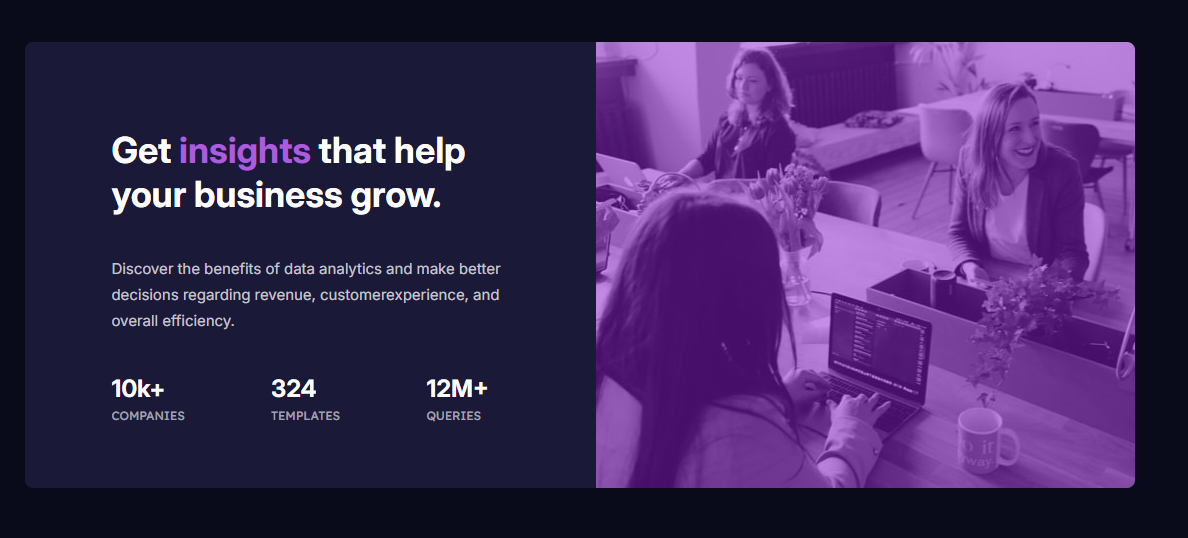 Get insights that help
your business grow.
Discover the benefits of data analytics and make better
decisions regarding revenue, customerexperience, and
overall efficiency.
10k+ 324 12M+
COMPANIES TEMPLATES QUERIES